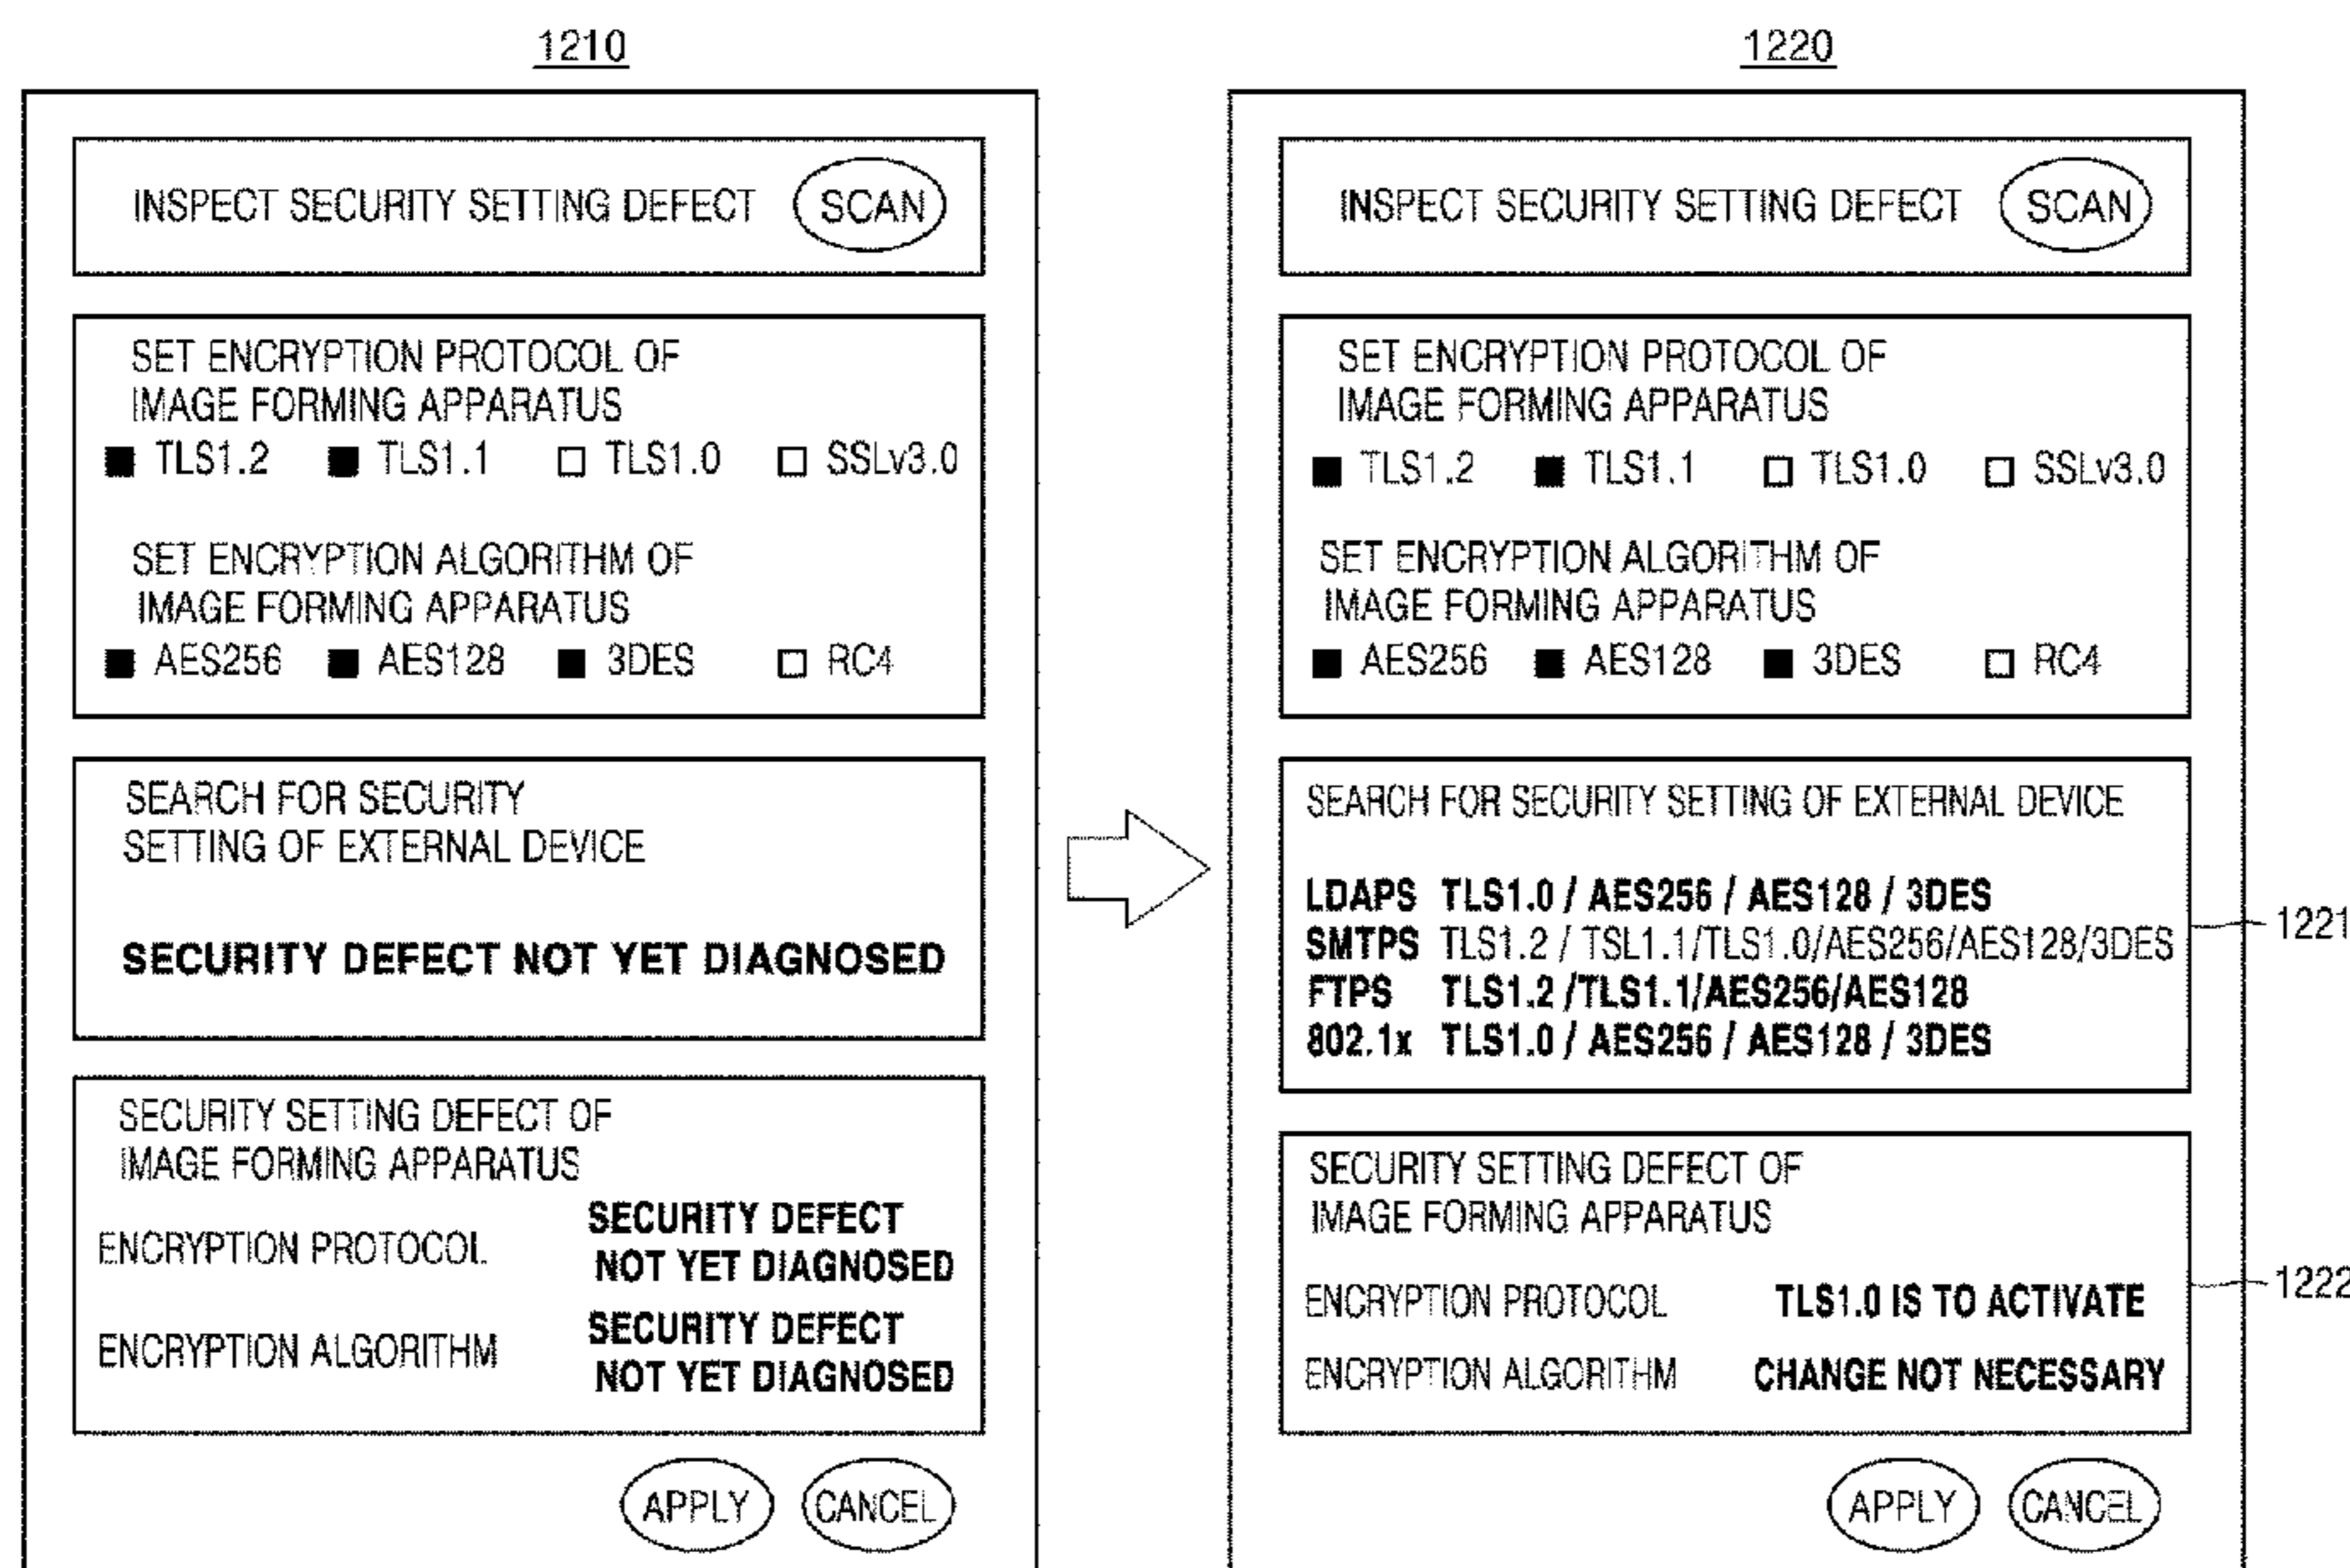 1210
INSPECT SECURITY SETTING DEFECT SCAN
SET ENCRYPTION PROTOCOL OF
IMAGE FORMING APPARATUS
TLS1.2 TLS1.1 TLS1.0 SSLv3.0
SET ENCRYPTION ALGORITHM OF
IMAGE FORMING APPARATUS
AES256 AES128 3DES RC4
SEARCH FOR SECURITY
SETTING OF EXTERNAL DEVICE
SECURITY DEFECT NOT YET DIAGNOSED
SECURITY SETTING DEFECT OF
IMAGE FORMING APPARATUS
ENCRYPTION PROTOCOL
SECURITY DEFECT
NOT YET DIAGNOSED
ENCRYPTION ALGORITHM
SECURITY DEFECT
NOT YET DIAGNOSED
APPLY CANCEL
1220
INSPECT SECURITY SETTING DEFECT SCAN
SET ENCRYPTION PROTOCOL OF
IMAGE FORMING APPARATUS
TLS1.2 TLS1.1 TLS1.0 SSLv3.0
SET ENCRYPTION ALGORITHM OF
IMAGE FORMING APPARATUS
AES256 AES128 3DES RC4
SEARCH FOR SECURITY SETTING OF EXTERNAL DEVICE
LDAPS TLS1.0 / AES256 / AES128 / 3DES
SMTPS TLS1.2 / TSL1.1/TLS1.0/AES256/AES128/3DES
FTPS TLS1.2 /TLS1.1/AES256/AES128
802.1x TLS1.0 / AES256 / AES128 / 3DES
1221
SECURITY SETTING DEFECT OF
IMAGE FORMING APPARATUS
ENCRYPTION PROTOCOL TLS1.0 IS TO ACTIVATE
ENCRYPTION ALGORITHM CHANGE NOT NECESSARY
1222
APPLY CANCEL